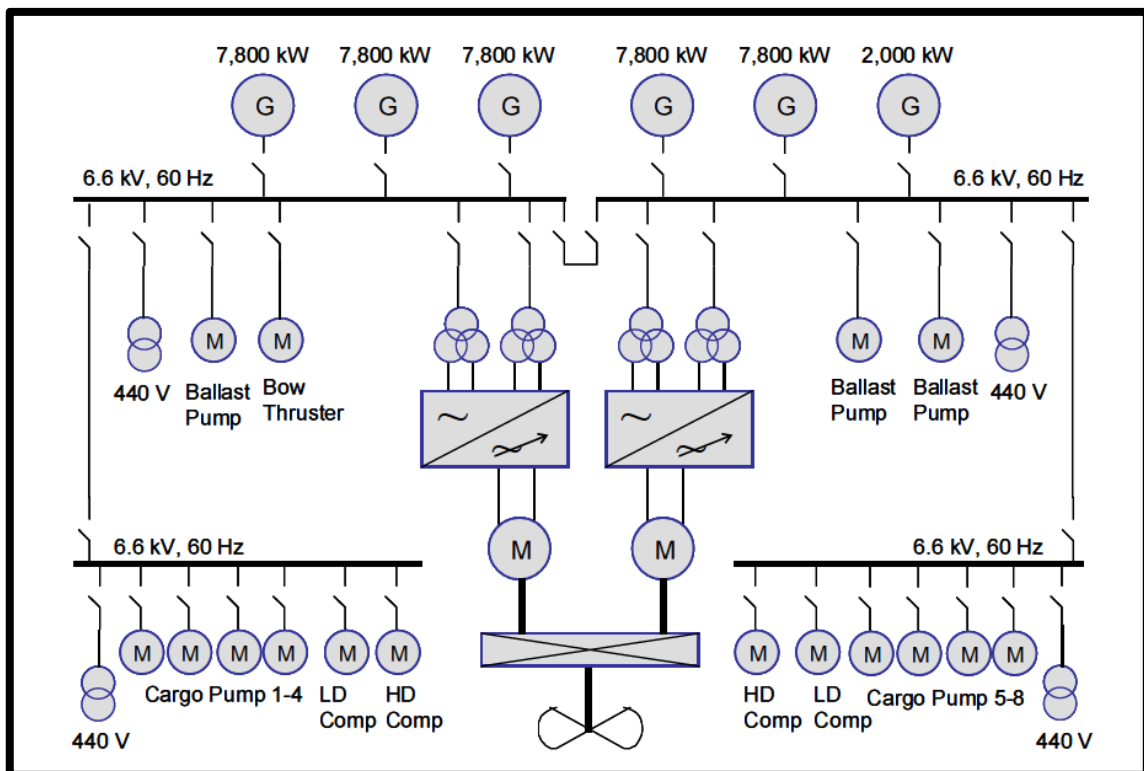 7,800 kW 7,800 kW 7,800 kW 7,800 kW 7,800 kW 2,000 kW
G G G G G G
6.6 kV, 60 Hz 6.6 kV, 60 Hz
M M M M
440 V Ballast Pump Bow Thruster Ballast Pump Ballast Pump 440 V
M M
6.6 kV, 60 Hz 6.6 kV, 60 Hz
M M M M M M M M M M M M
Cargo Pump 1-4 LD Comp HD Comp HD Comp LD Comp Cargo Pump 5-8
440 V 440 V